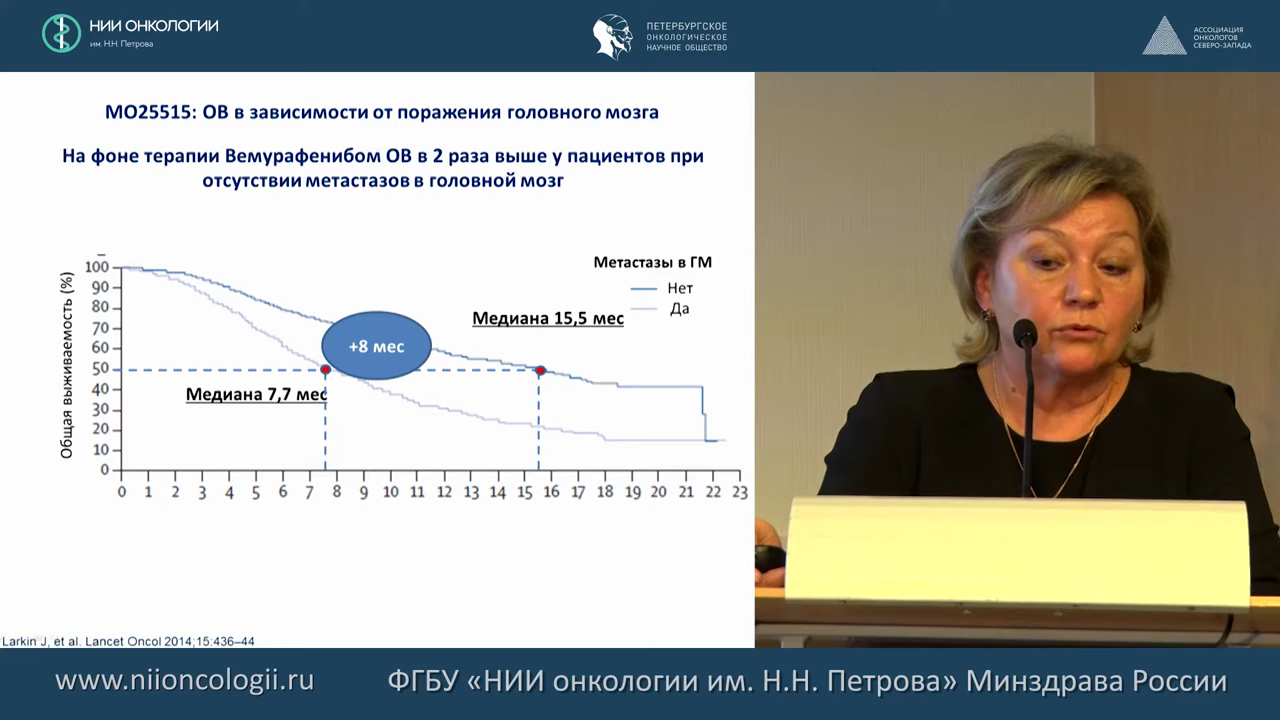 НИИ ОНКОЛОГИИ
им. Н.Н. Петрова
ПЕТЕРБУРГСКОЕ
ОНКОЛОГИЧЕСКОЕ
НАУЧНОЕ ОБЩЕСТВО
АССОЦИАЦИЯ
ОНКОЛОГОВ
СЕВЕРО-ЗАПАДА
МО25515: ОВ в зависимости от поражения головного мозга
На фоне терапии Вемурафенибом ОВ в 2 раза выше у пациентов при
отсутствии метастазов в головной мозг
Общая выживаемость (%)
100
90
80
70
60
50
40
30
20
10
0
Метастазы в ГМ
Нет
Да
Медиана 15,5 мес
+8 мес
Медиана 7,7 мес
0 1 2 3 4 5 6 7 8 9 10 11 12 13 14 15 16 17 18 19 20 21 22 23
Larkin J, et al. Lancet Oncol 2014;15:436–44
www.niioncologii.ru
ФГБУ «НИИ онкологии им. Н.Н. Петрова» Минздрава России